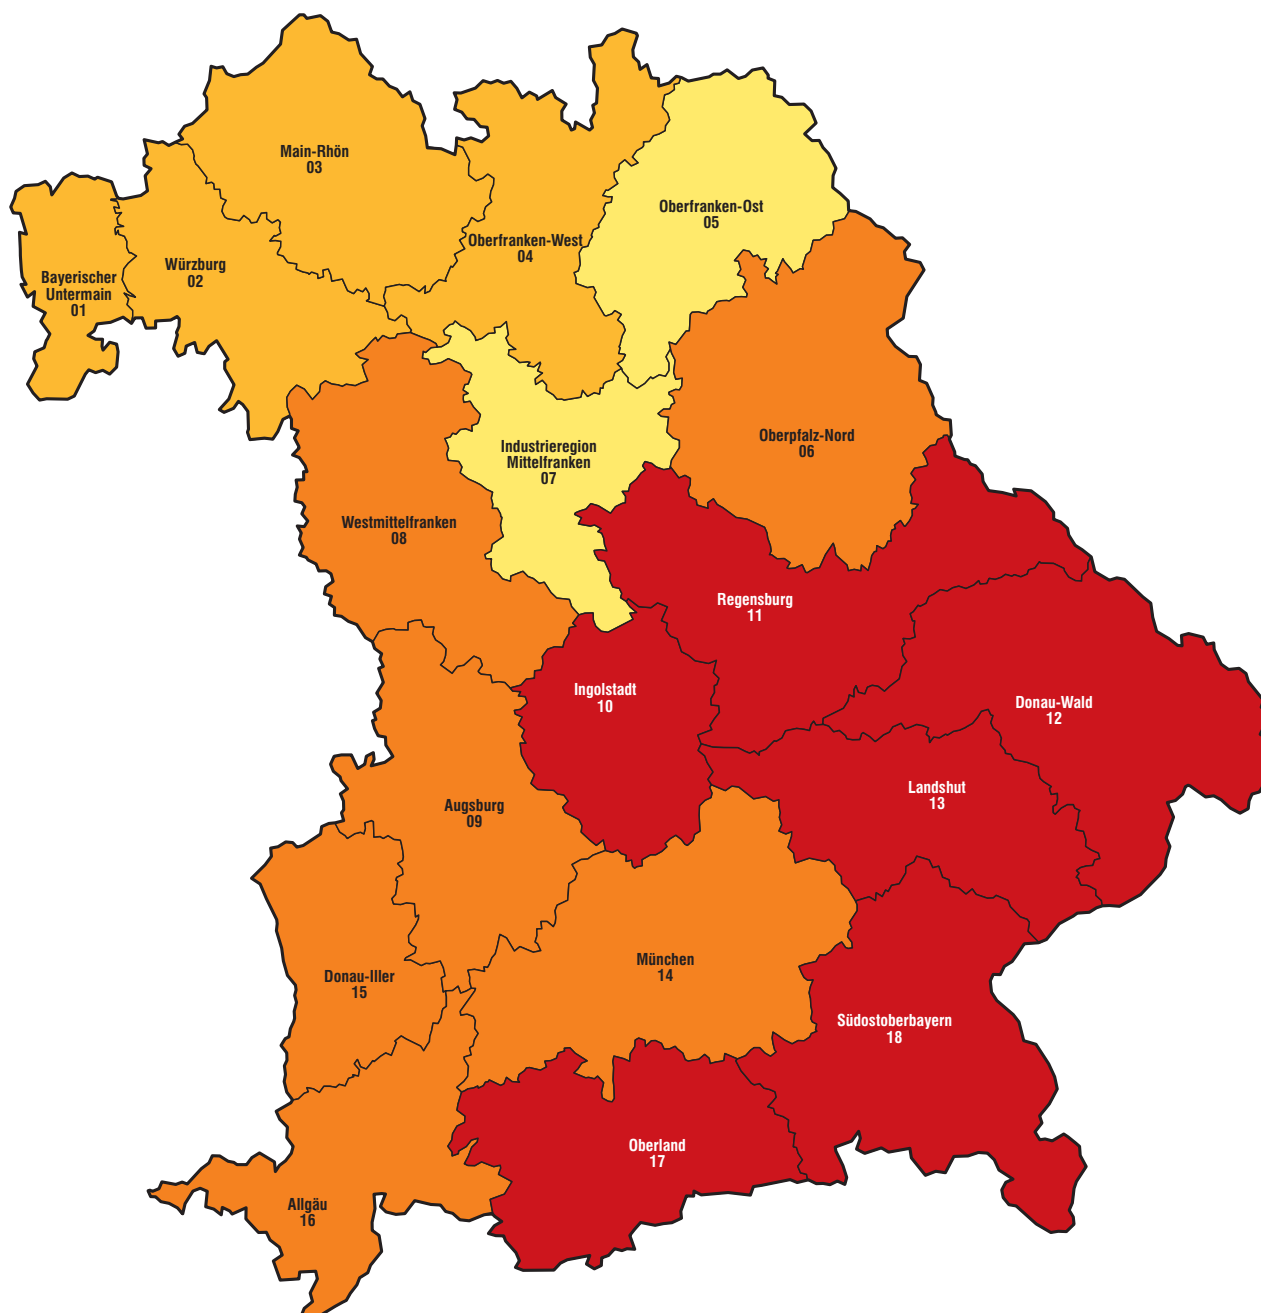 Main-Rhön
03
Oberfranken-Ost
05
Oberfranken-West
04
Würzburg
02
Bayerischer
Untermain
01
Oberpfalz-Nord
06
Industrieregion
Mittelfranken
07
Westmittelfranken
08
Regensburg
11
Ingolstadt
10
Donau-Wald
12
Landshut
13
Augsburg
09
München
14
Donau-Iller
15
Südostoberbayern
18
Oberland
17
Allgäu
16